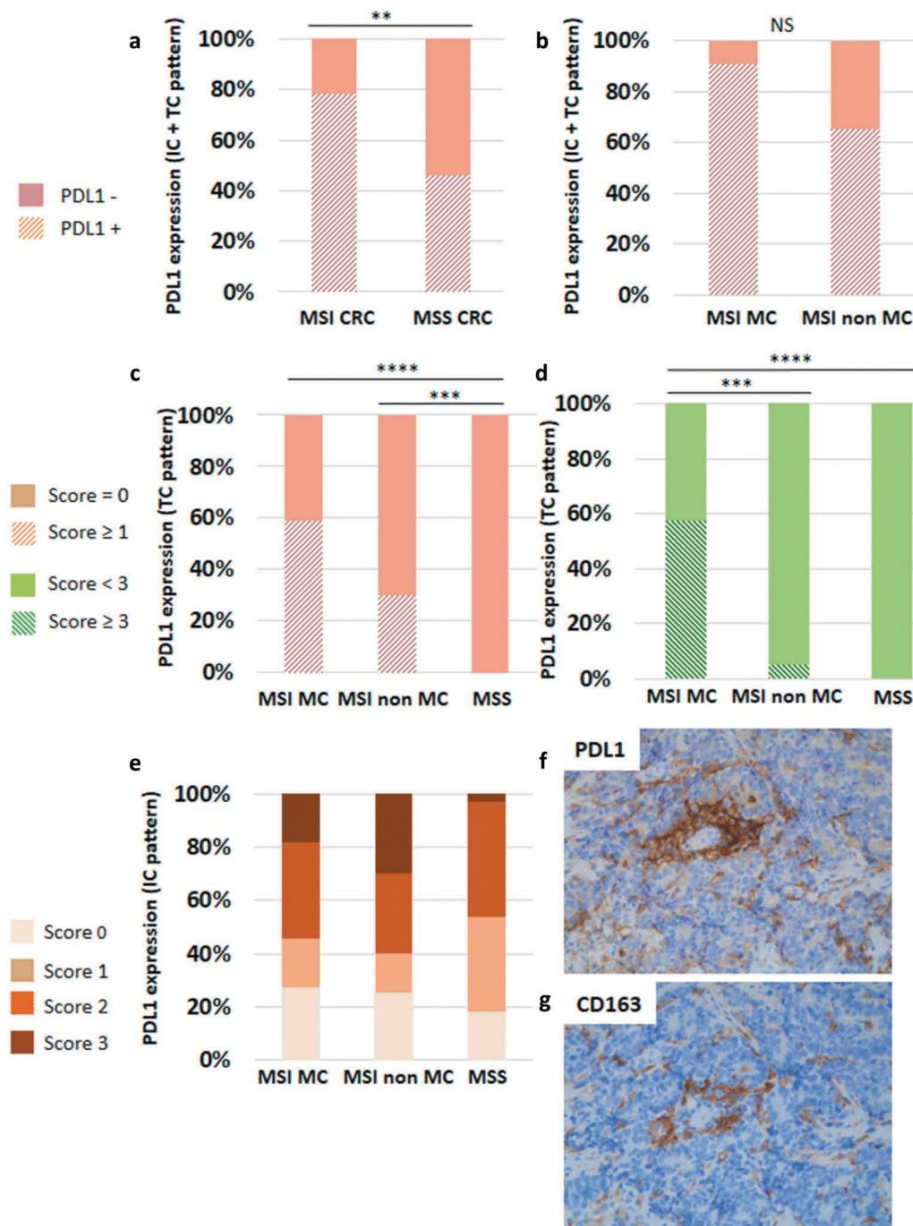 a
**
100%
80%
60%
40%
20%
0%
PDL1 expression (IC + TC pattern)
MSI CRC
MSS CRC
b
NS
100%
80%
60%
40%
20%
0%
PDL1 expression (IC + TC pattern)
MSI MC
MSI non MC
PDL1 -
PDL1 +
c
****
***
100%
80%
60%
40%
20%
0%
PDL1 expression (TC pattern)
MSI MC
MSI non MC
MSS
d
****
***
100%
80%
60%
40%
20%
0%
PDL1 expression (TC pattern)
MSI MC
MSI non MC
MSS
Score = 0
Score ≥ 1
Score < 3
Score ≥ 3
e
100%
80%
60%
40%
20%
0%
PDL1 expression (IC pattern)
MSI MC
MSI non MC
MSS
Score 0
Score 1
Score 2
Score 3
f
PDL1
g
CD163